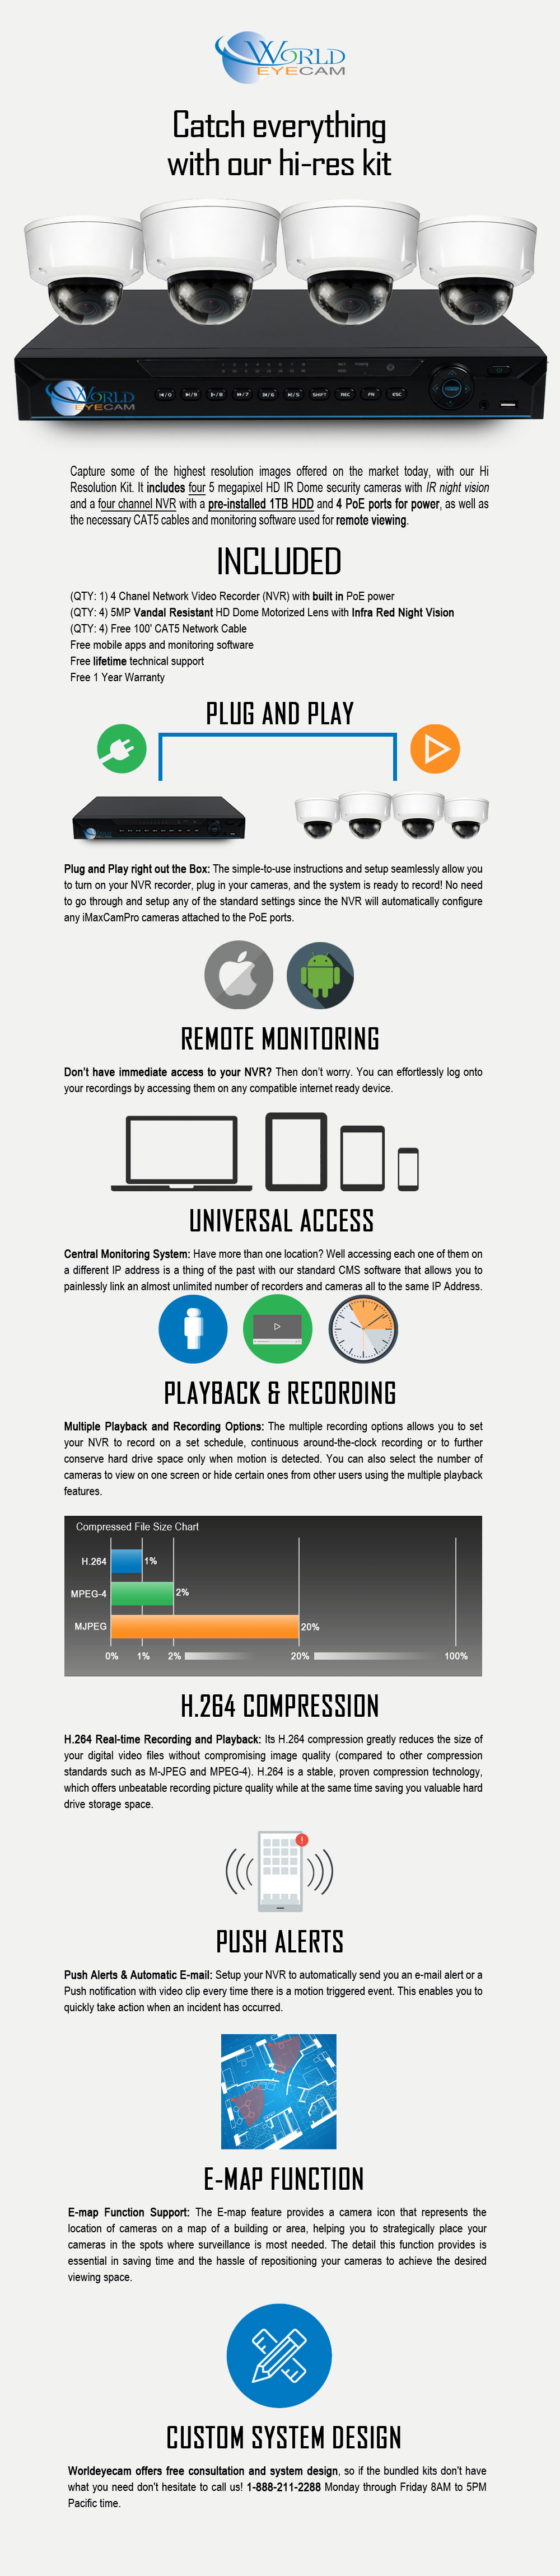 WORLD
EYECAM
Catch everything
with our hi-res kit
WORLD
EYECAM
SHIFT
REC
FN
ESC
Capture some of the highest resolution images offered on the market today, with our Hi
Resolution Kit. It includes four 5 megapixel HD IR Dome security cameras with IR night vision
and a four channel NVR with a pre-installed 1TB HDD and 4 PoE ports for power, as well as
the necessary CAT5 cables and monitoring software used for remote viewing.
INCLUDED
(QTY: 1) 4 Chanel Network Video Recorder (NVR) with built in PoE power
(QTY: 4) 5MP Vandal Resistant HD Dome Motorized Lens with Infra Red Night Vision
(QTY: 4) Free 100' CAT5 Network Cable
Free mobile apps and monitoring software
Free lifetime technical support
Free 1 Year Warranty
PLUG AND PLAY
Plug and Play right out the Box: The simple-to-use instructions and setup seamlessly allow you
to turn on your NVR recorder, plug in your cameras, and the system is ready to record! No need
to go through and setup any of the standard settings since the NVR will automatically configure
any iMaxCamPro cameras attached to the PoE ports.
REMOTE MONITORING
Don't have immediate access to your NVR? Then don't worry. You can effortlessly log onto
your recordings by accessing them on any compatible internet ready device.
UNIVERSAL ACCESS
Central Monitoring System: Have more than one location? Well accessing each one of them on
a different IP address is a thing of the past with our standard CMS software that allows you to
painlessly link an almost unlimited number of recorders and cameras all to the same IP Address.
PLAYBACK & RECORDING
Multiple Playback and Recording Options: The multiple recording options allows you to set
your NVR to record on a set schedule, continuous around-the-clock recording or to further
conserve hard drive space only when motion is detected. You can also select the number of
cameras to view on one screen or hide certain ones from other users using the multiple playback
features.
Compressed File Size Chart
H.264 1%
MPEG-4 2%
MJPEG 20%
0% 1% 2% 20% 100%
H.264 COMPRESSION
H.264 Real-time Recording and Playback: Its H.264 compression greatly reduces the size of
your digital video files without compromising image quality (compared to other compression
standards such as M-JPEG and MPEG-4). H.264 is a stable, proven compression technology,
which offers unbeatable recording picture quality while at the same time saving you valuable hard
drive storage space.
PUSH ALERTS
Push Alerts & Automatic E-mail: Setup your NVR to automatically send you an e-mail alert or a
Push notification with video clip every time there is a motion triggered event. This enables you to
quickly take action when an incident has occurred.
E-MAP FUNCTION
E-map Function Support: The E-map feature provides a camera icon that represents the
location of cameras on a map of a building or area, helping you to strategically place your
cameras in the spots where surveillance is most needed. The detail this function provides is
essential in saving time and the hassle of repositioning your cameras to achieve the desired
viewing space.
CUSTOM SYSTEM DESIGN
Worldeyecam offers free consultation and system design, so if the bundled kits don't have
what you need don't hesitate to call us! 1-888-211-2288 Monday through Friday 8AM to 5PM
Pacific time.